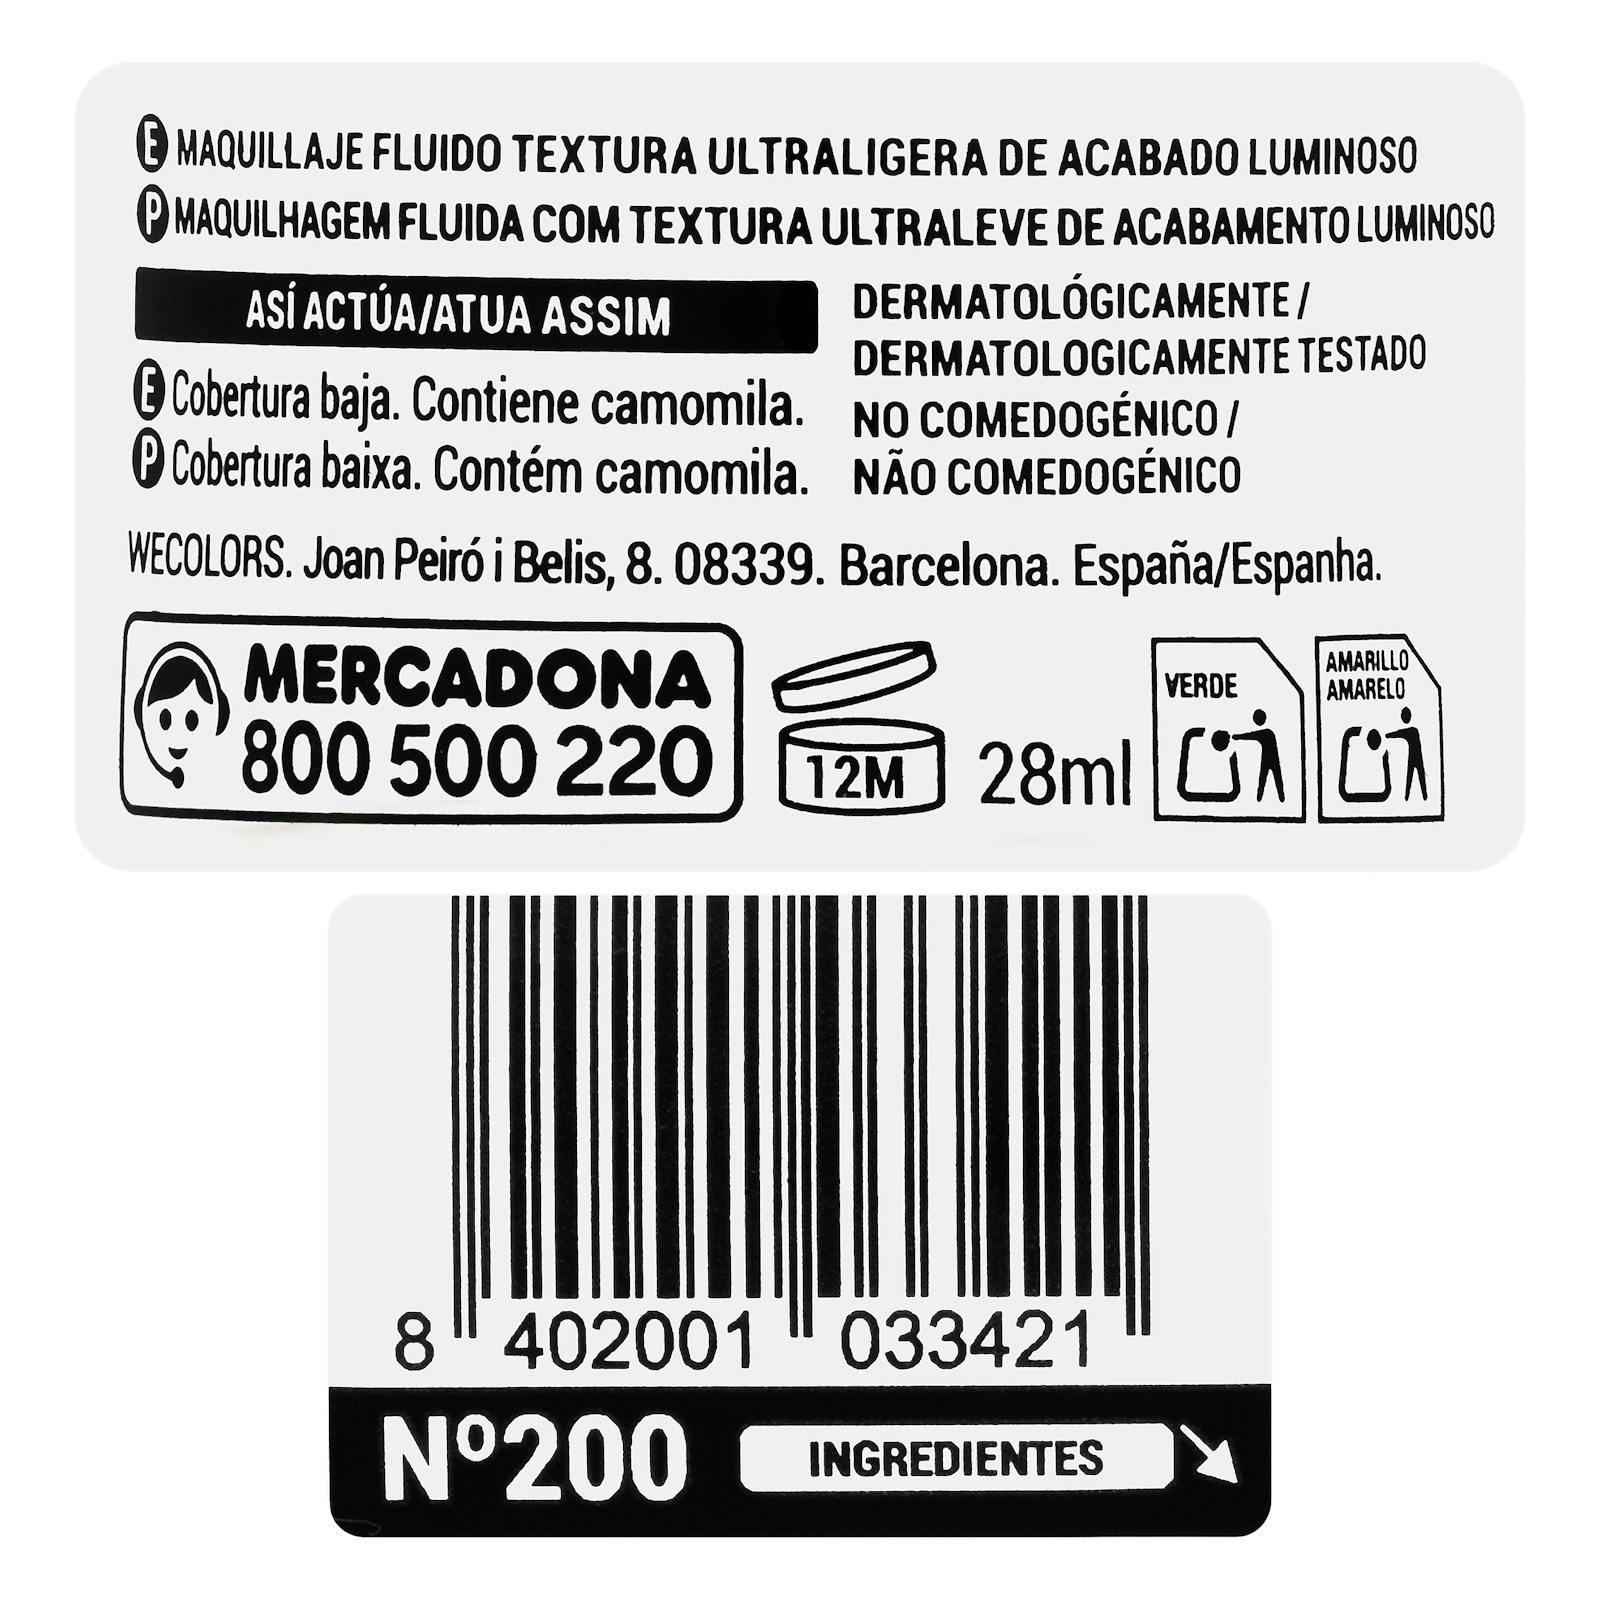 E MAQUILLAJE FLUIDO TEXTURA ULTRALIGERA DE ACABADO LUMINOSO
P MAQUILHAGEM FLUIDA COM TEXTURA ULTRALEVE DE ACABAMENTO LUMINOSO
ASÍ ACTÚA/ATUA ASSIM
E Cobertura baja. Contiene camomila.
P Cobertura baixa. Contém camomila.
DERMATOLÓGICAMENTE /
DERMATOLOGICAMENTE TESTADO
NO COMEDOGÉNICO /
NÃO COMEDOGÉNICO
WECOLORS. Joan Peiró i Belis, 8. 08339. Barcelona. España/Espanha.
MERCADONA
800 500 220
12M
28ml
VERDE
AMARILLO
AMARELO
8 402001 033421
Nº200
INGREDIENTES